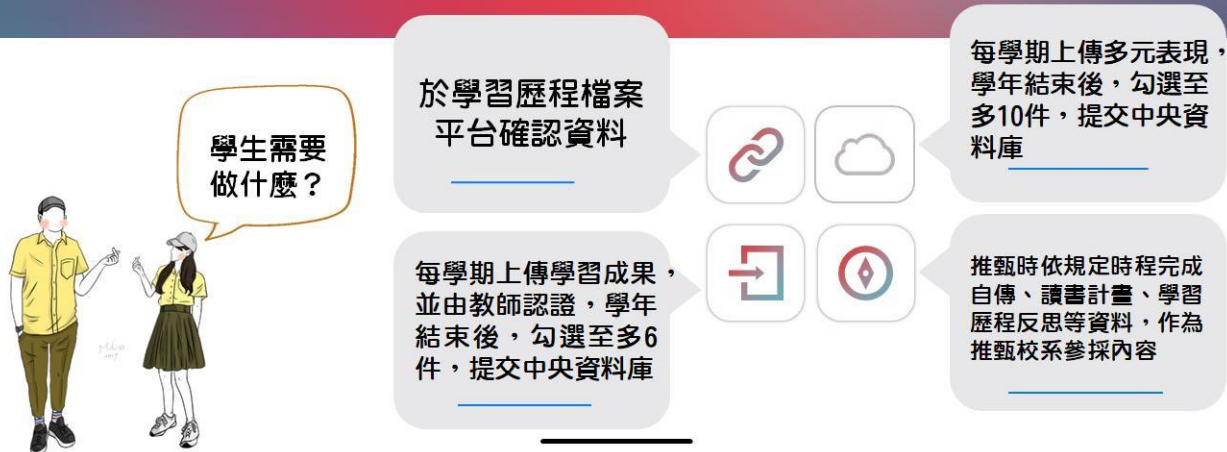 學生需要
做什麼？
於學習歷程檔案
平台確認資料
每學期上傳多元表現，
學年結束後，勾選至
多10件，提交中央資
料庫
每學期上傳學習成果，
並由教師認證，學年
結束後，勾選至多6
件，提交中央資料庫
推甄時依規定時程完成
自傳、讀書計畫、學習
歷程反思等資料，作為
推甄校系參採內容